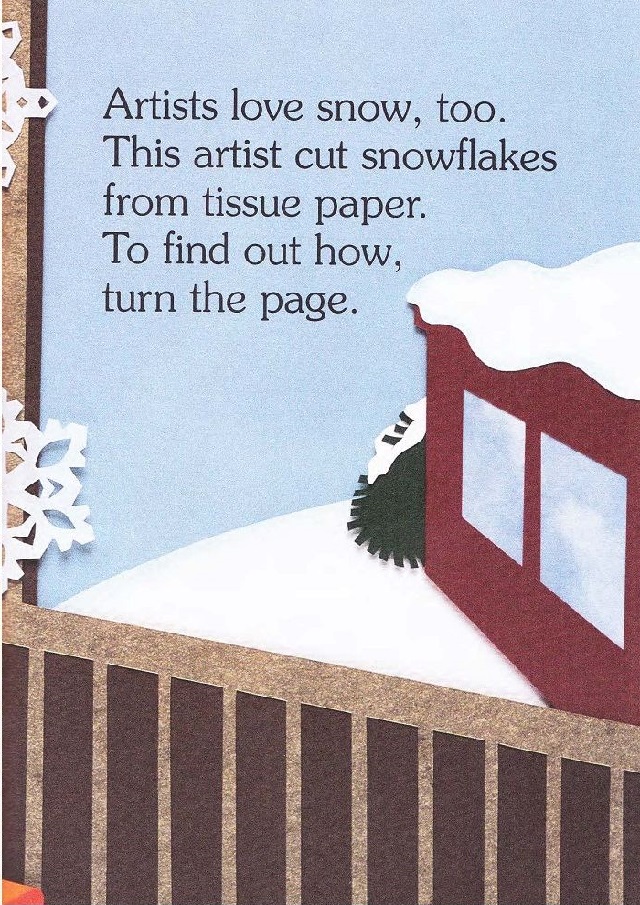 Artists love snow, too.
This artist cut snowflakes
from tissue paper.
To find out how,
turn the page.